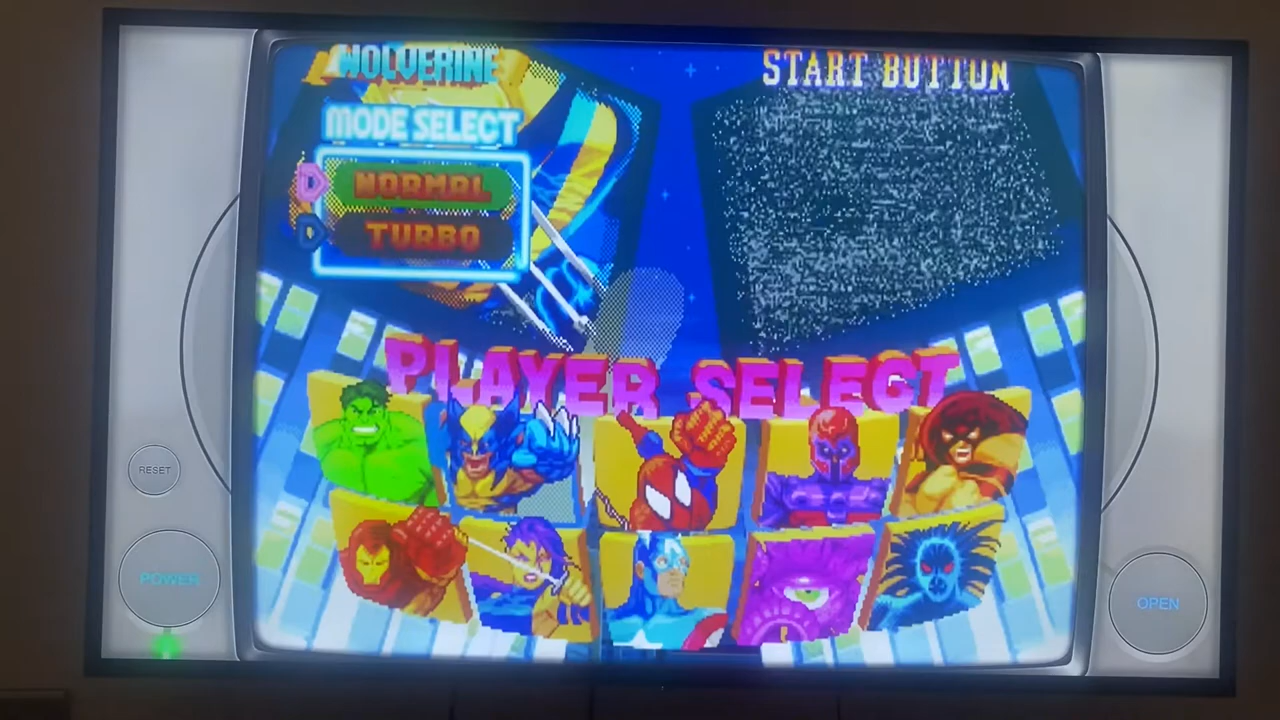 WOLVERINE
START BUTTON
MODE SELECT
NORMAL
TURBO
PLAYER SELECT
RESET
POWER
OPEN